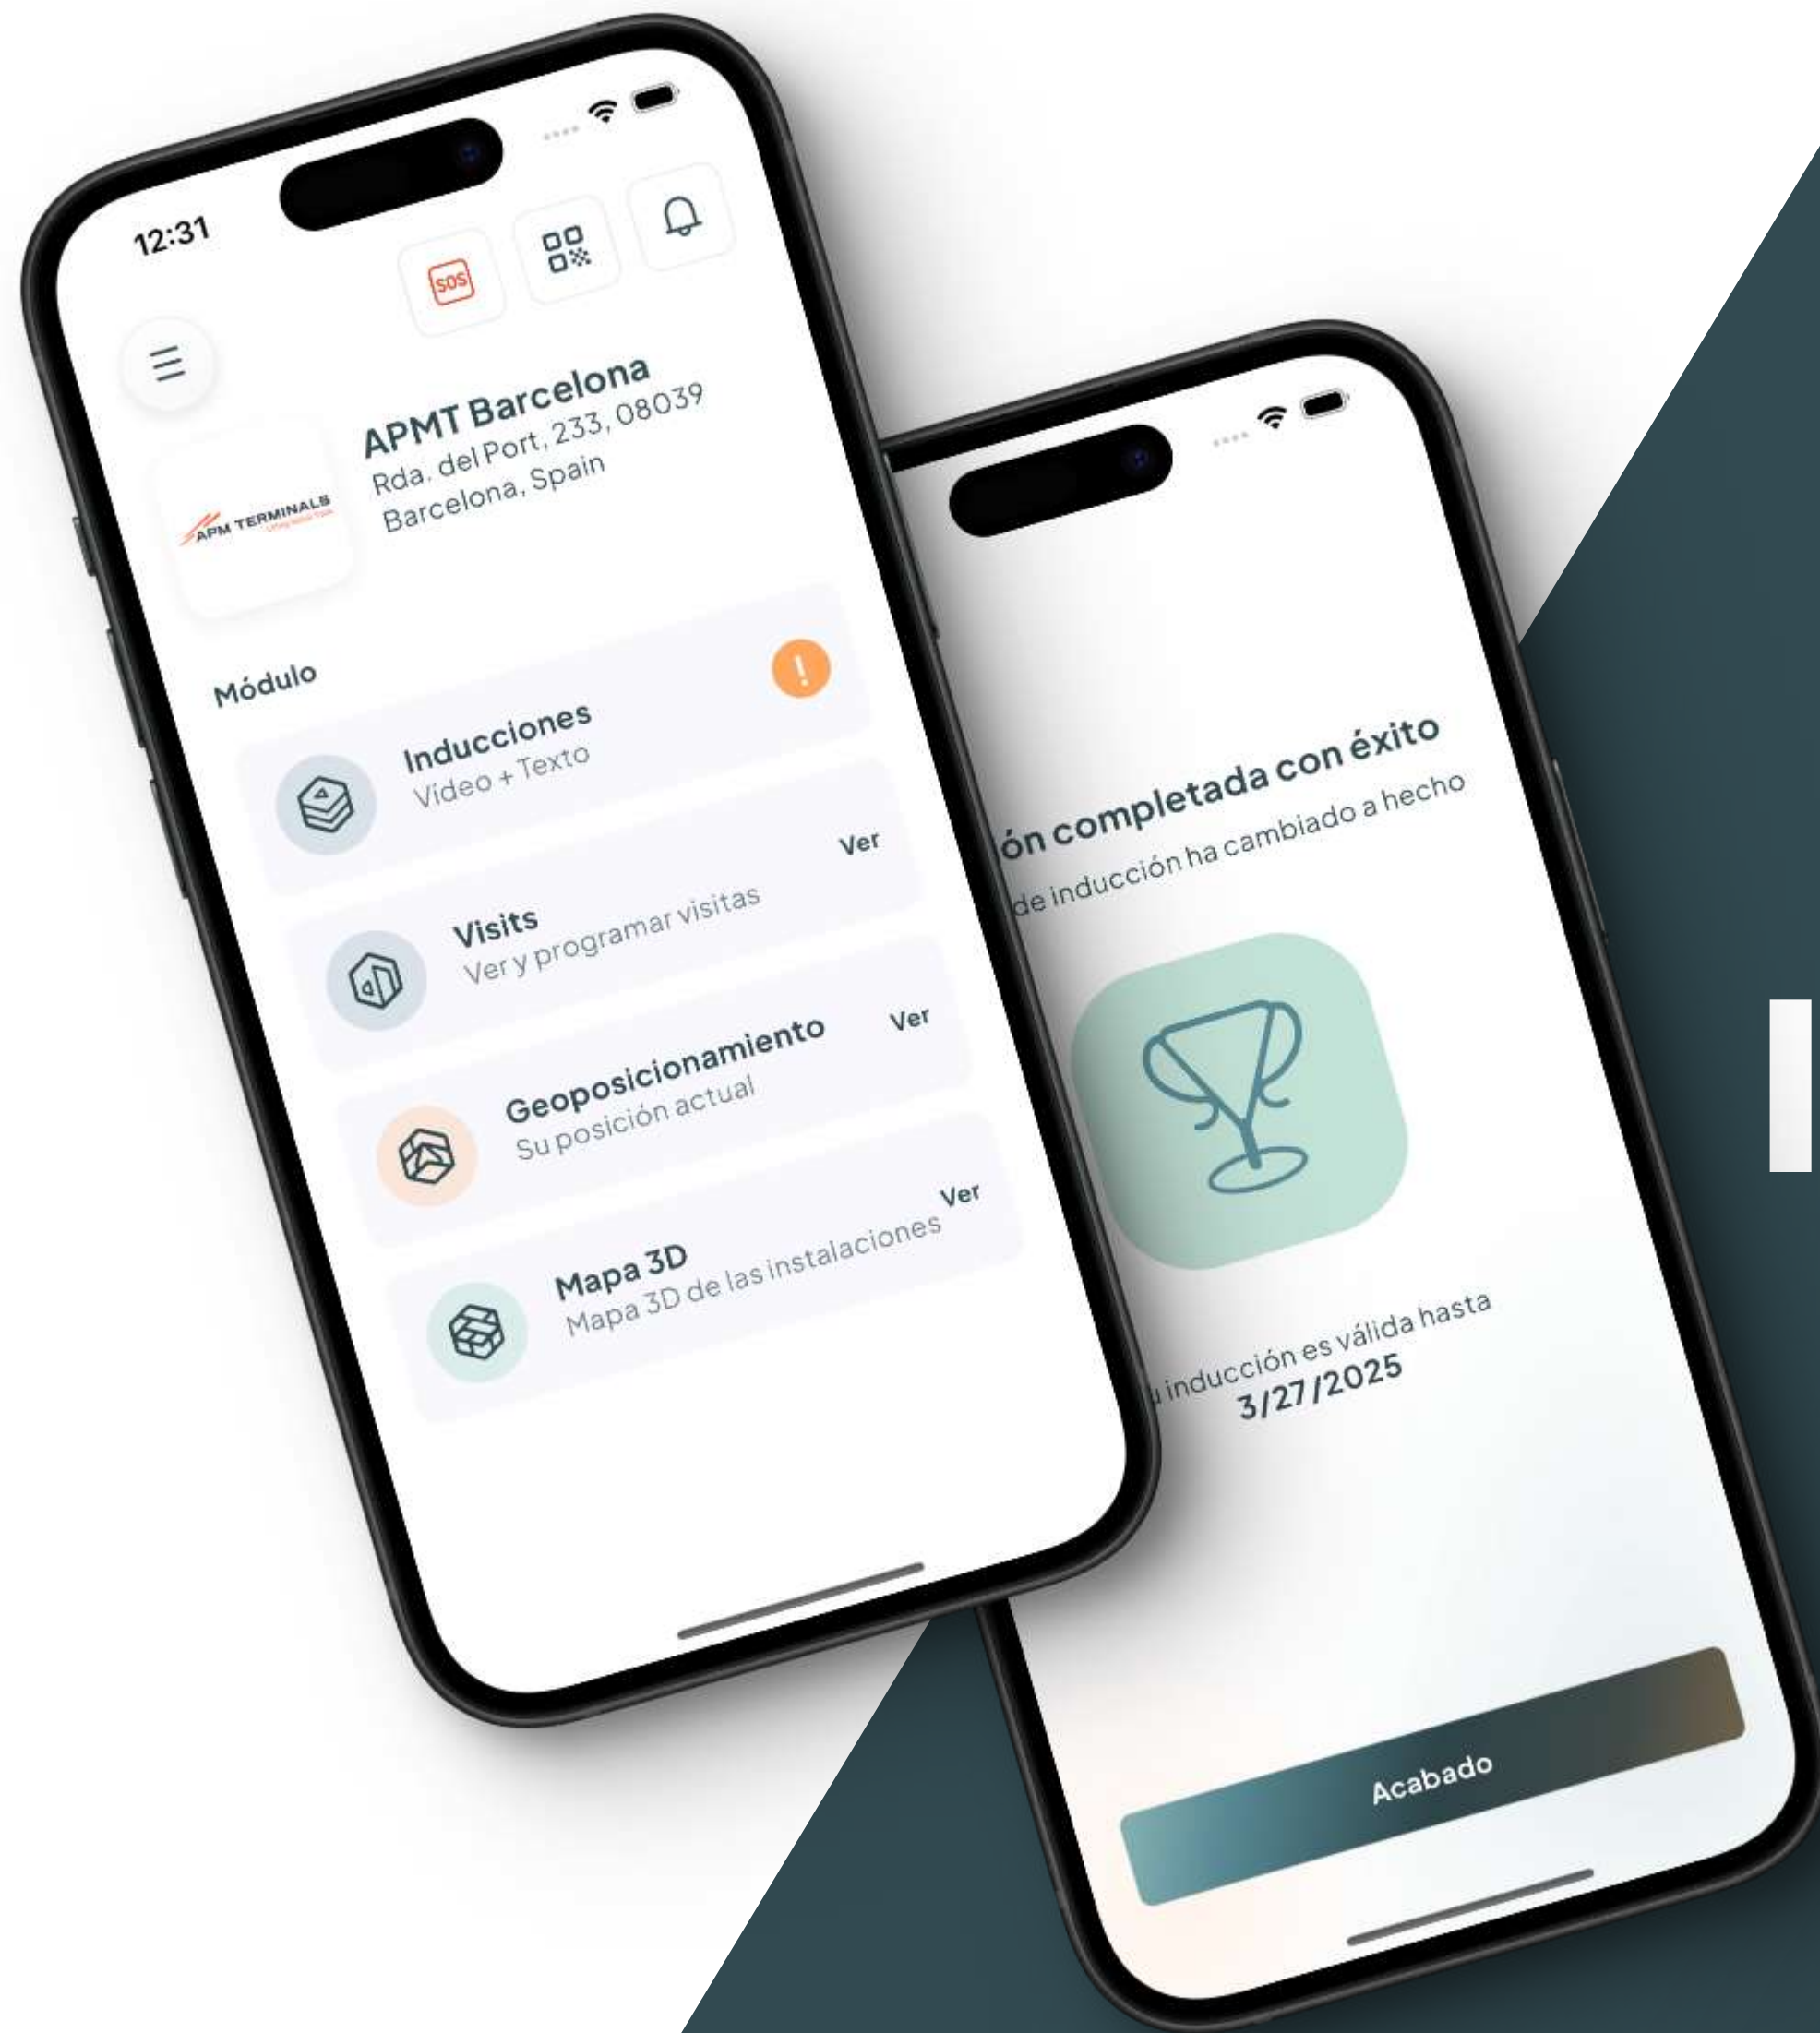 12:31
SOS
APMT Barcelona
Rda. del Port, 233, 08039
Barcelona, Spain
APM TERMINALS
Módulo
Inducciones
Video + Texto
!
Visits
Ver y programar visitas
Ver
Geoposicionamiento
Su posición actual
Ver
Mapa 3D
Mapa 3D de las instalaciones
Ver
ón completada con éxito
de inducción ha cambiado a hecho
inducción es válida hasta
3/27/2025
Acabado